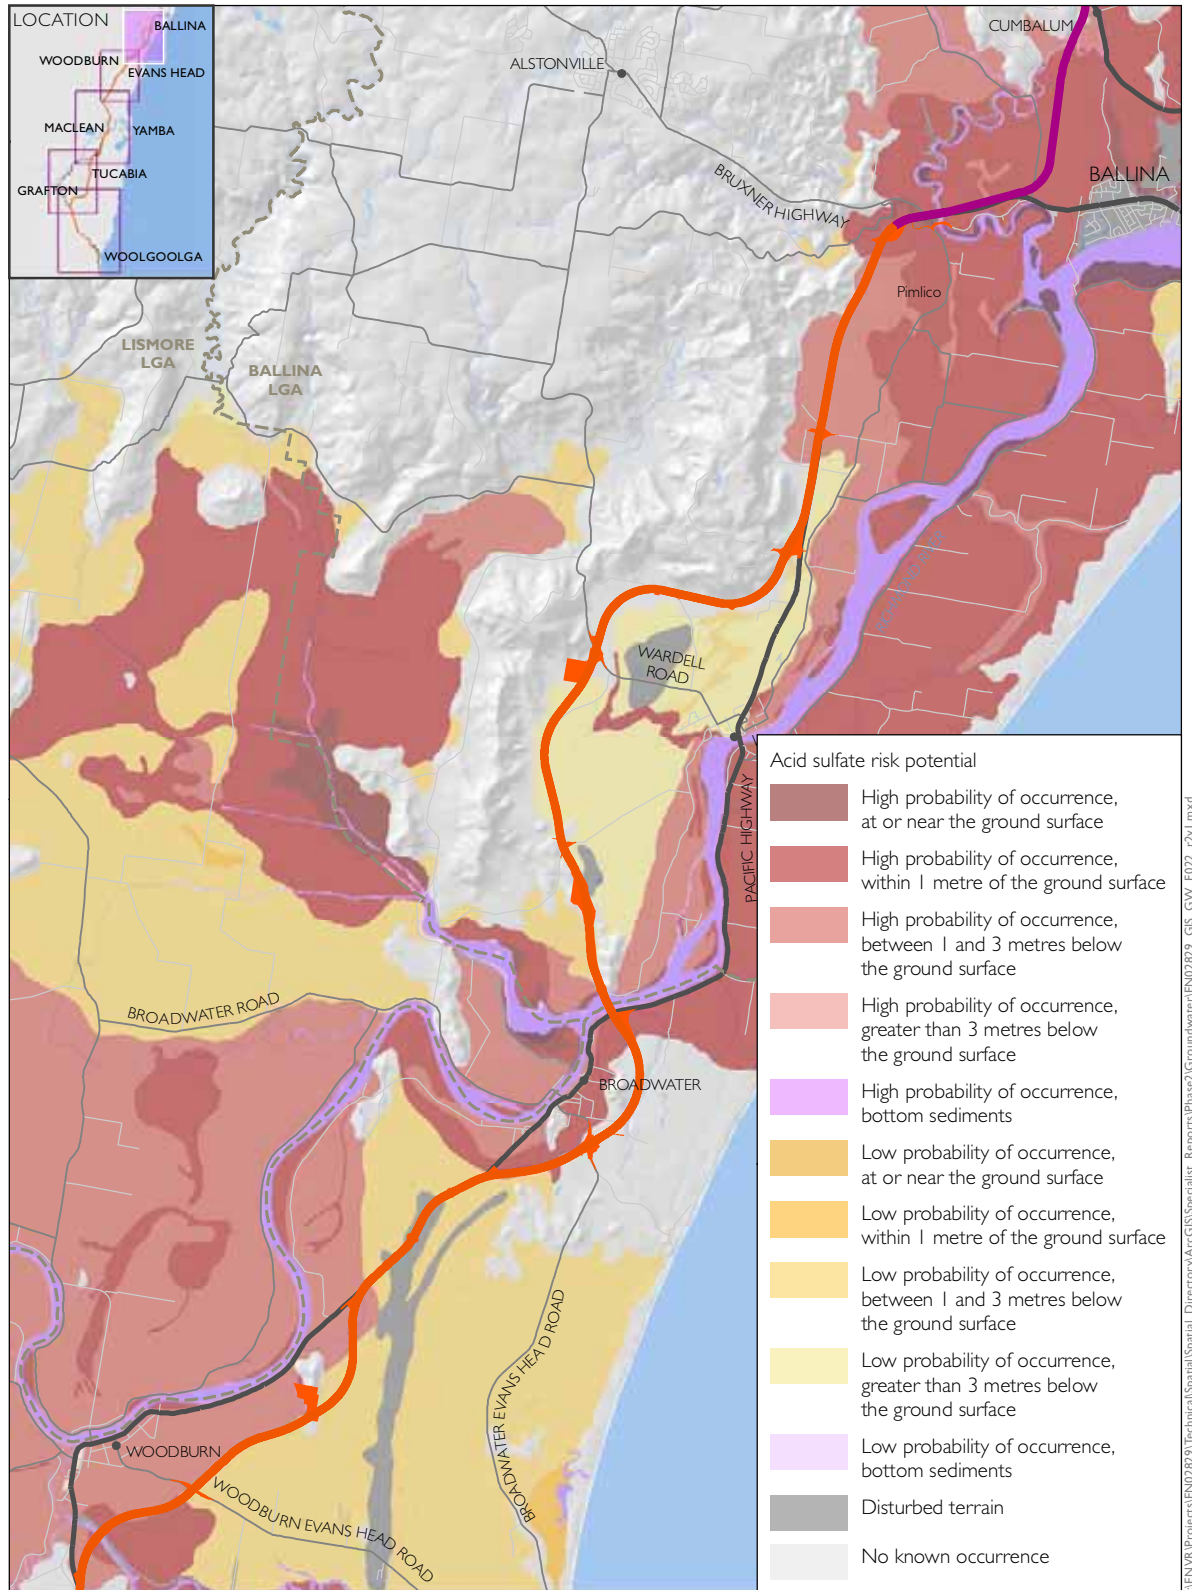 LOCATION
BALLINA
WOODBURN
EVANS HEAD
MACLEAN
YAMBA
TUCABIA
GRAFTON
WOOLGOOLGA
CUMBALUM
ALSTONVILLE
BRUXNER HIGHWAY
BALLINA
Pimlico
LISMORE
LGA
BALLINA
LGA
WARDELL
ROAD
PACIFIC HIGHWAY
BROADWATER ROAD
BROADWATER
BROADWATER EVANS HEAD ROAD
WOODBURN
WOODBURN EVANS HEAD ROAD
Acid sulfate risk potential
High probability of occurrence,
at or near the ground surface
High probability of occurrence,
within 1 metre of the ground surface
High probability of occurrence,
between 1 and 3 metres below
the ground surface
High probability of occurrence,
greater than 3 metres below
the ground surface
High probability of occurrence,
bottom sediments
Low probability of occurrence,
at or near the ground surface
Low probability of occurrence,
within 1 metre of the ground surface
Low probability of occurrence,
between 1 and 3 metres below
the ground surface
Low probability of occurrence,
greater than 3 metres below
the ground surface
Low probability of occurrence,
bottom sediments
Disturbed terrain
No known occurrence